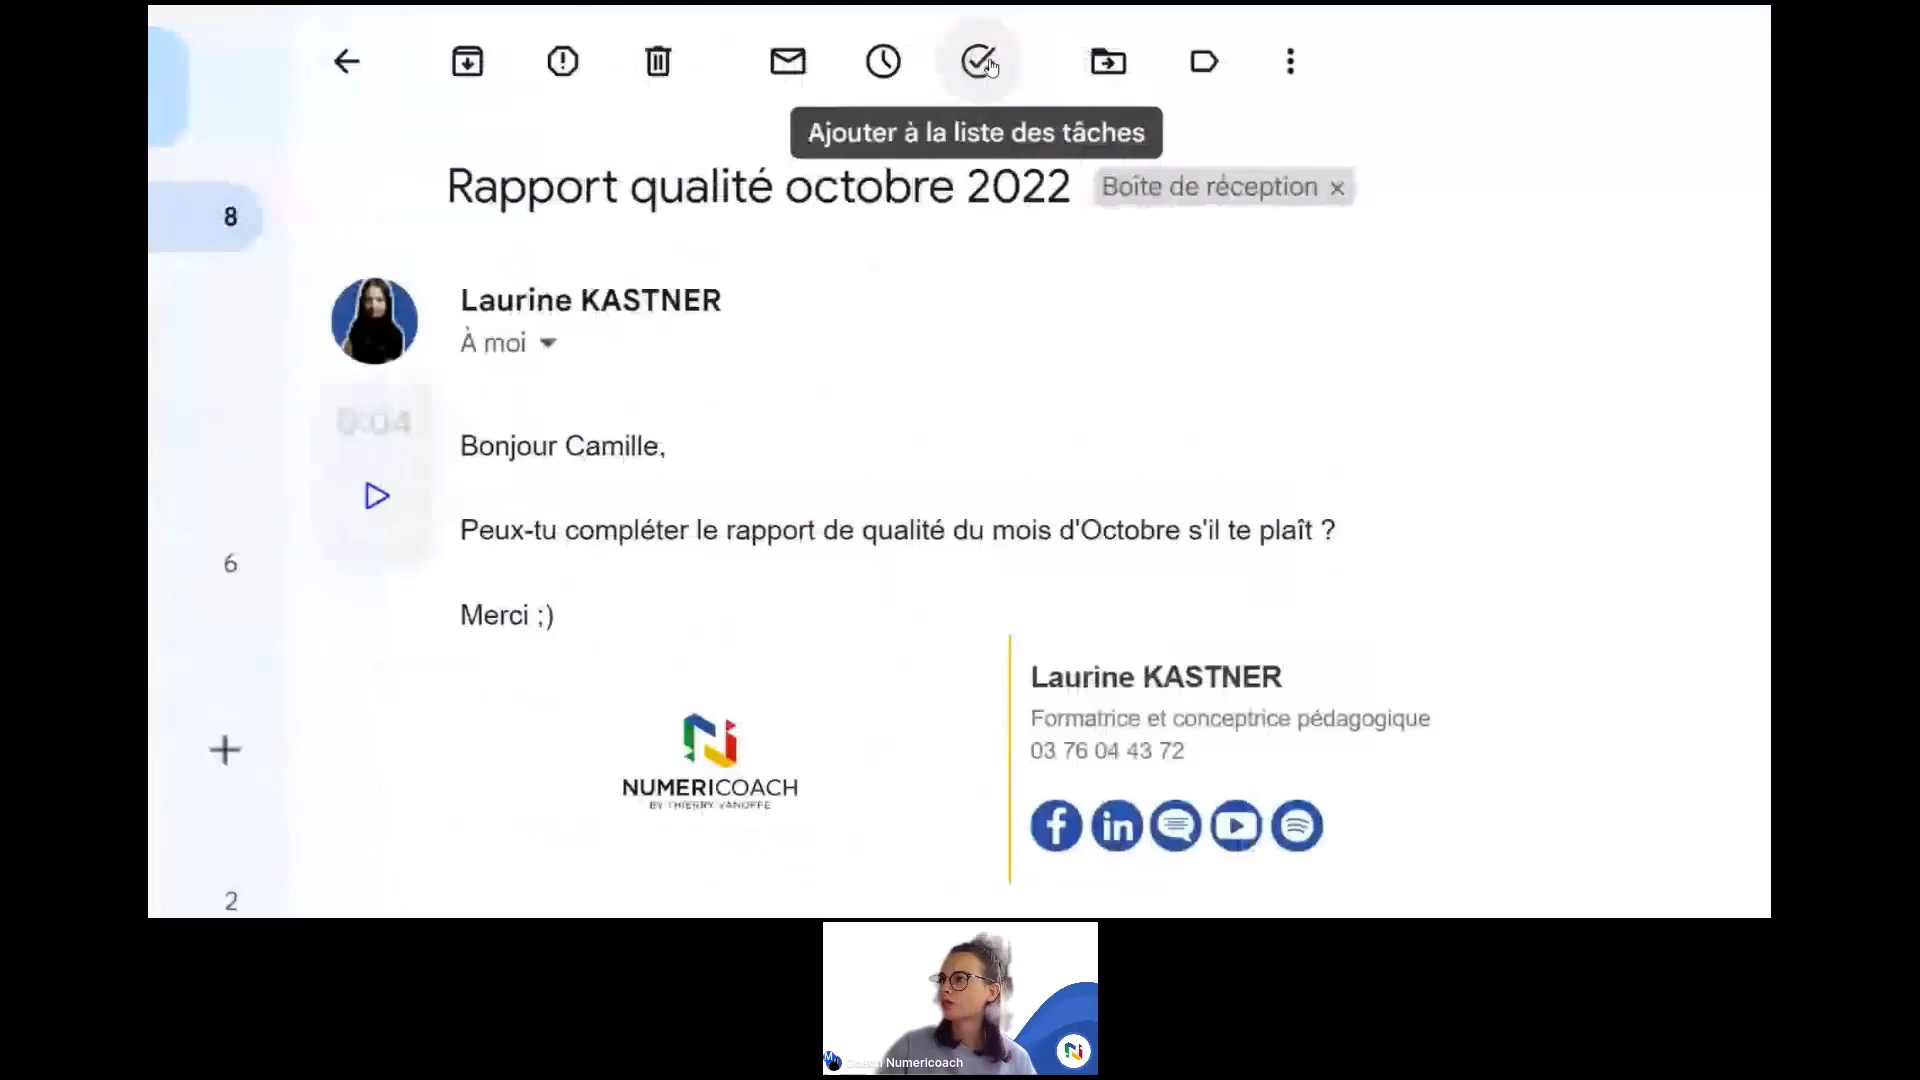 Ajouter à la liste des tâches
Rapport qualité octobre 2022 Boîte de réception ×
8
Laurine KASTNER
À moi
0:04
Bonjour Camille,
Peux-tu compléter le rapport de qualité du mois d'Octobre s'il te plaît ?
6
Merci ;)
Laurine KASTNER
Formatrice et conceptrice pédagogique
03 76 04 43 72
NUMERICOACH
BY THIERRY VANOFFE
2
Numericoach